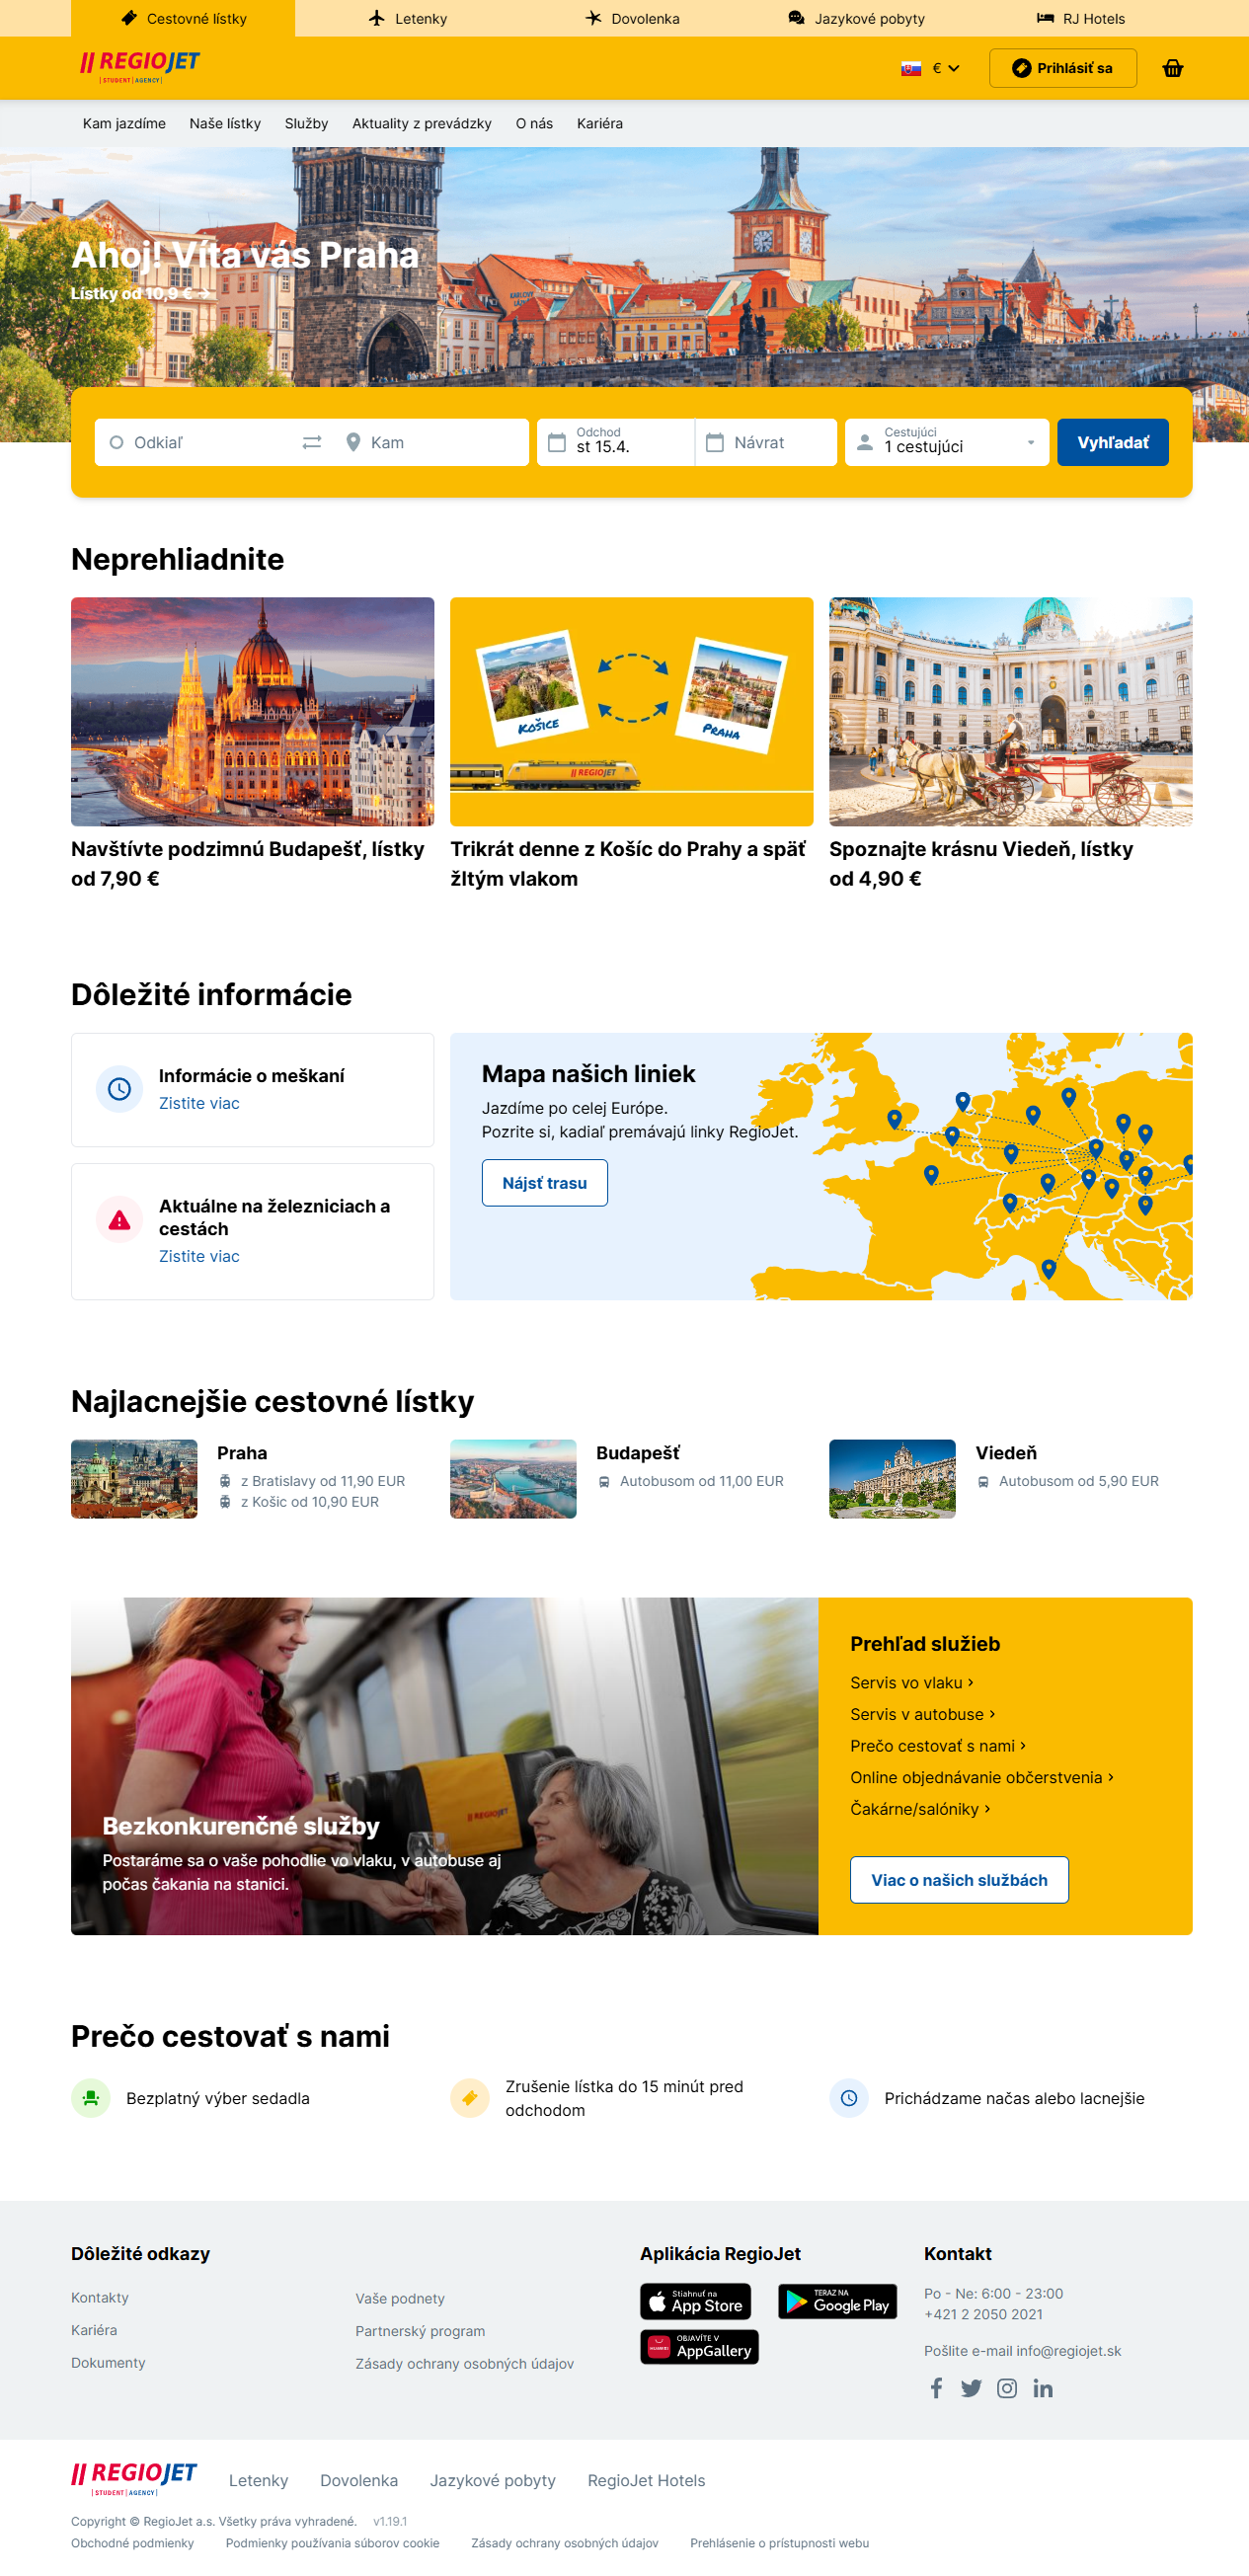 Cestovné lístky
Letenky
Dovolenka
Jazykové pobyty
RJ Hotels
REGIOJET
STUDENT AGENCY
€
Prihlásiť sa
Kam jazdíme
Naše lístky
Služby
Aktuality z prevádzky
O nás
Kariéra
Ahoj! Víta vás Praha
Lístky od 10,9 € →
Odkiaľ
Kam
Odchod
st 15.4.
Návrat
Cestujúci
1 cestujúci
Vyhľadať
Neprehliadnite
KOŠICE
PRAHA
REGIOJET
Navštívte podzimnú Budapešť, lístky
od 7,90 €
Trikrát denne z Košíc do Prahy a späť
žltým vlakom
Spoznajte krásnu Viedeň, lístky
od 4,90 €
Dôležité informácie
Informácie o meškaní
Zistite viac
Aktuálne na železniciach a
cestách
Zistite viac
Mapa našich liniek
Jazdíme po celej Európe.
Pozrite si, kadiaľ premávajú linky RegioJet.
Nájsť trasu
Najlacnejšie cestovné lístky
Praha
z Bratislavy od 11,90 EUR
z Košic od 10,90 EUR
Budapešť
Autobusom od 11,00 EUR
Viedeň
Autobusom od 5,90 EUR
REGIOJET
Bezkonkurenčné služby
Postaráme sa o vaše pohodlie vo vlaku, v autobuse aj
počas čakania na stanici.
Prehľad služieb
Servis vo vlaku
Servis v autobuse
Prečo cestovať s nami
Online objednávanie občerstvenia
Čakárne/salóniky
Viac o našich službách
Prečo cestovať s nami
Bezplatný výber sedadla
Zrušenie lístka do 15 minút pred
odchodom
Prichádzame načas alebo lacnejšie
Dôležité odkazy
Kontakty
Kariéra
Dokumenty
Vaše podnety
Partnerský program
Zásady ochrany osobných údajov
Aplikácia RegioJet
Stiahnuť na
App Store
TERAZ NA
Google Play
OBJAVÍTE V
AppGallery
Kontakt
Po - Ne: 6:00 - 23:00
+421 2 2050 2021
Pošlite e-mail info@regiojet.sk
REGIOJET
STUDENT AGENCY
Letenky
Dovolenka
Jazykové pobyty
RegioJet Hotels
Copyright © RegioJet a.s. Všetky práva vyhradené.
v1.19.1
Obchodné podmienky
Podmienky používania súborov cookie
Zásady ochrany osobných údajov
Prehlásenie o prístupnosti webu